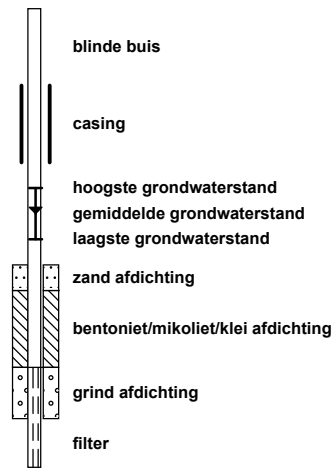 blinde buis
casing
hoogste grondwaterstand
gemiddelde grondwaterstand
laagste grondwaterstand
zand afdichting
bentoniet/mikoliet/klei afdichting
grind afdichting
filter